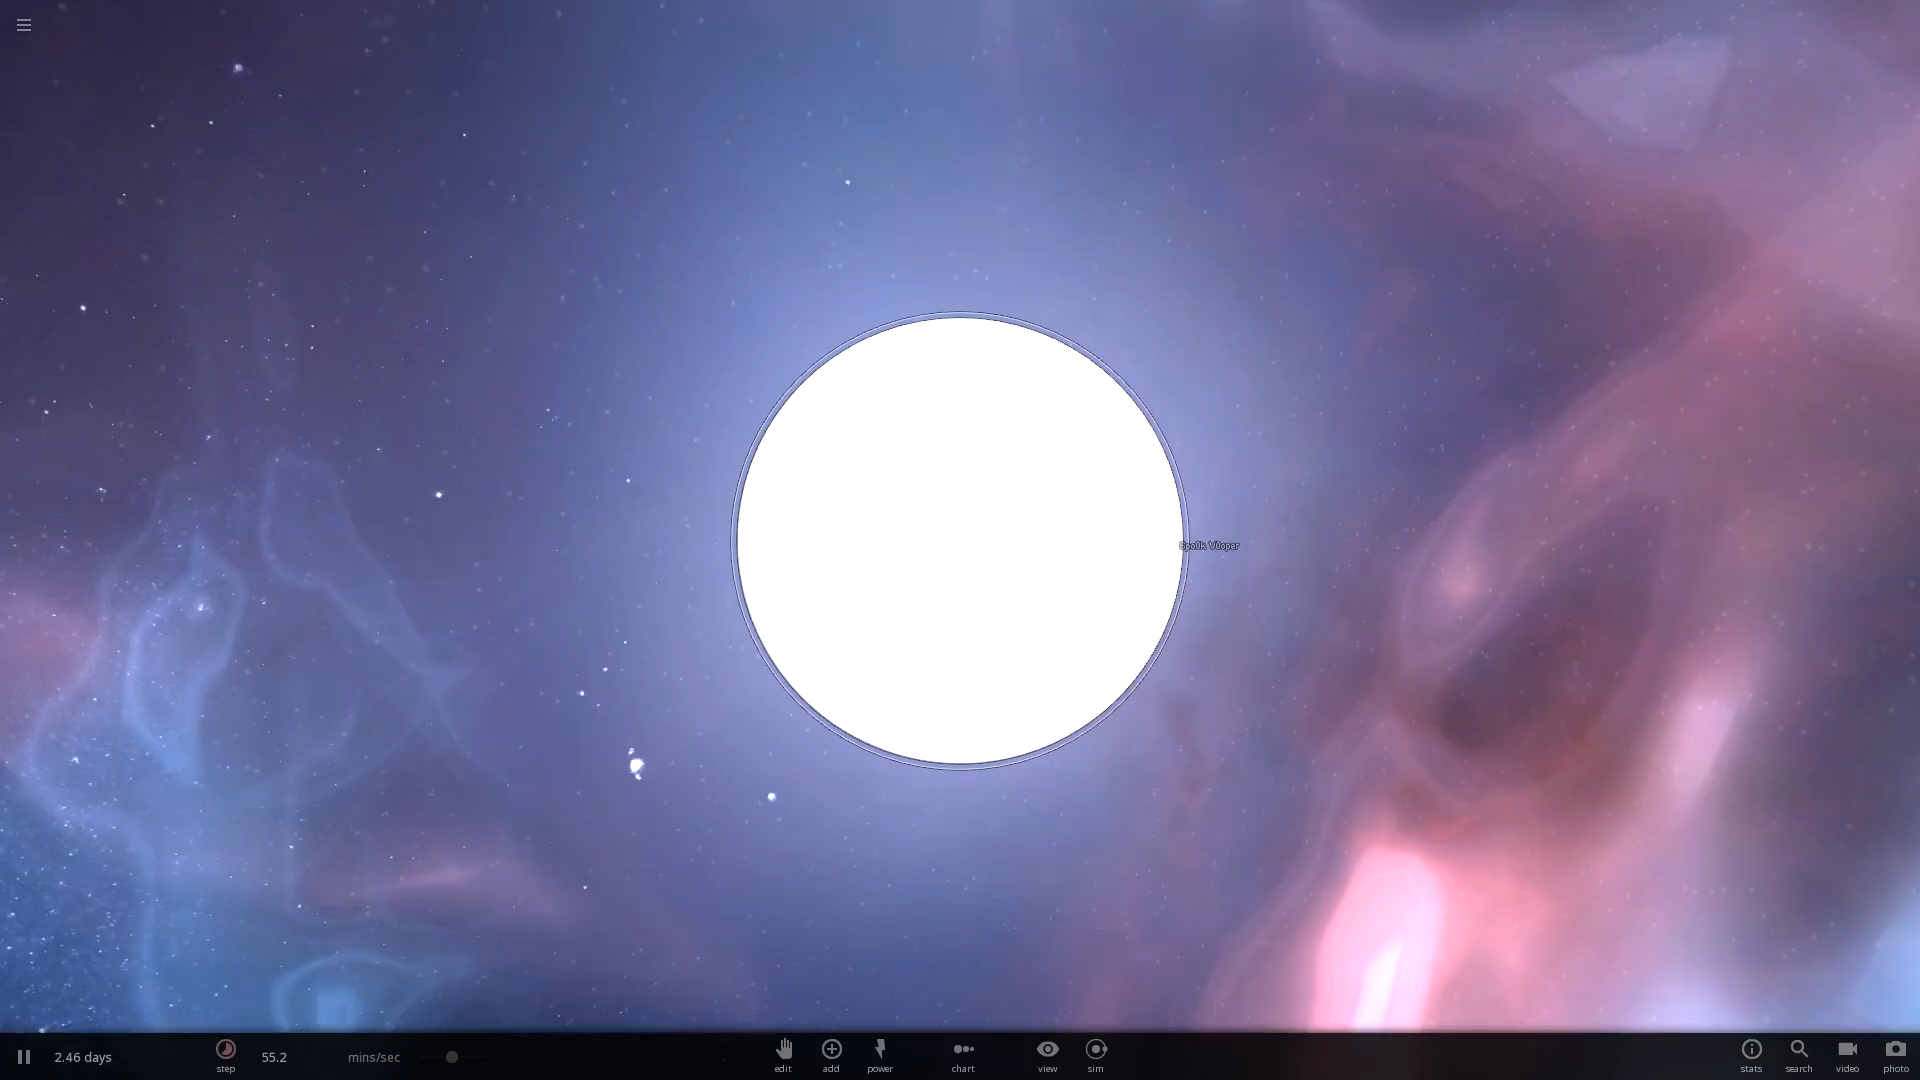 2.46 days
step
55.2
mins/sec
edit
add
power
chart
view
sim
stats
search
video
photo